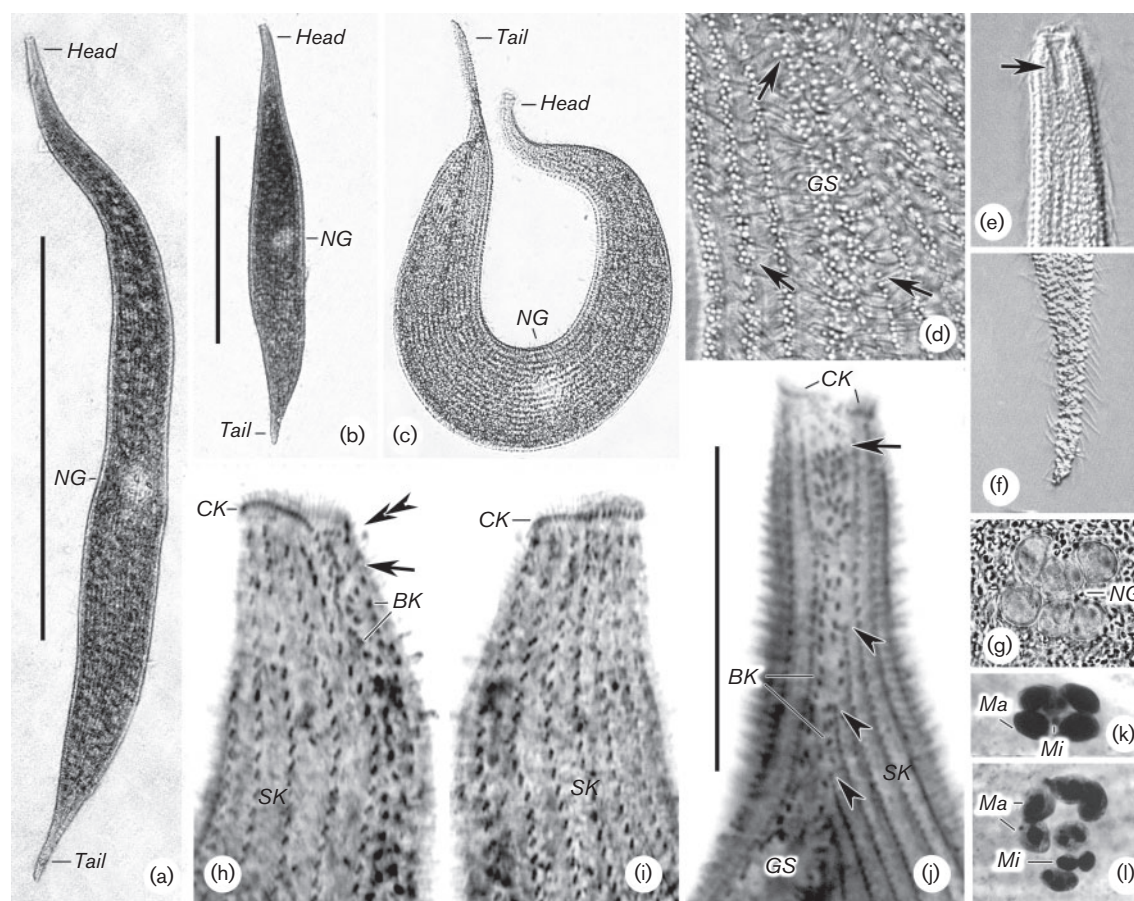 Head
NG
Tail
(a)
Head
NG
Tail
(b)
Tail
Head
NG
(c)
GS
(d)
(e)
(f)
NG
(g)
CK
BK
SK
(h)
CK
SK
(i)
CK
BK
SK
GS
(j)
Ma
Mi
(k)
Ma
Mi
(l)